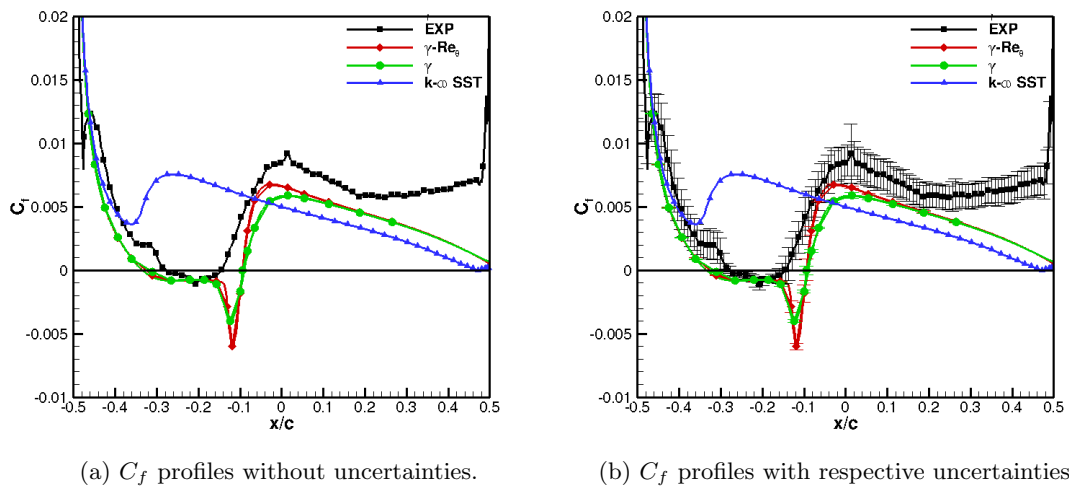 0.02
0.015
0.01
0.005
0
-0.005
-0.01
C_f
-0.5 -0.4 -0.3 -0.2 -0.1 0 0.1 0.2 0.3 0.4 0.5
x/c
EXP
γ-Re_θ
γ
k-ω SST
(a) C_f profiles without uncertainties.
0.02
0.015
0.01
0.005
0
-0.005
-0.01
C_f
-0.5 -0.4 -0.3 -0.2 -0.1 0 0.1 0.2 0.3 0.4 0.5
x/c
EXP
γ-Re_θ
γ
k-ω SST
(b) C_f profiles with respective uncertainties